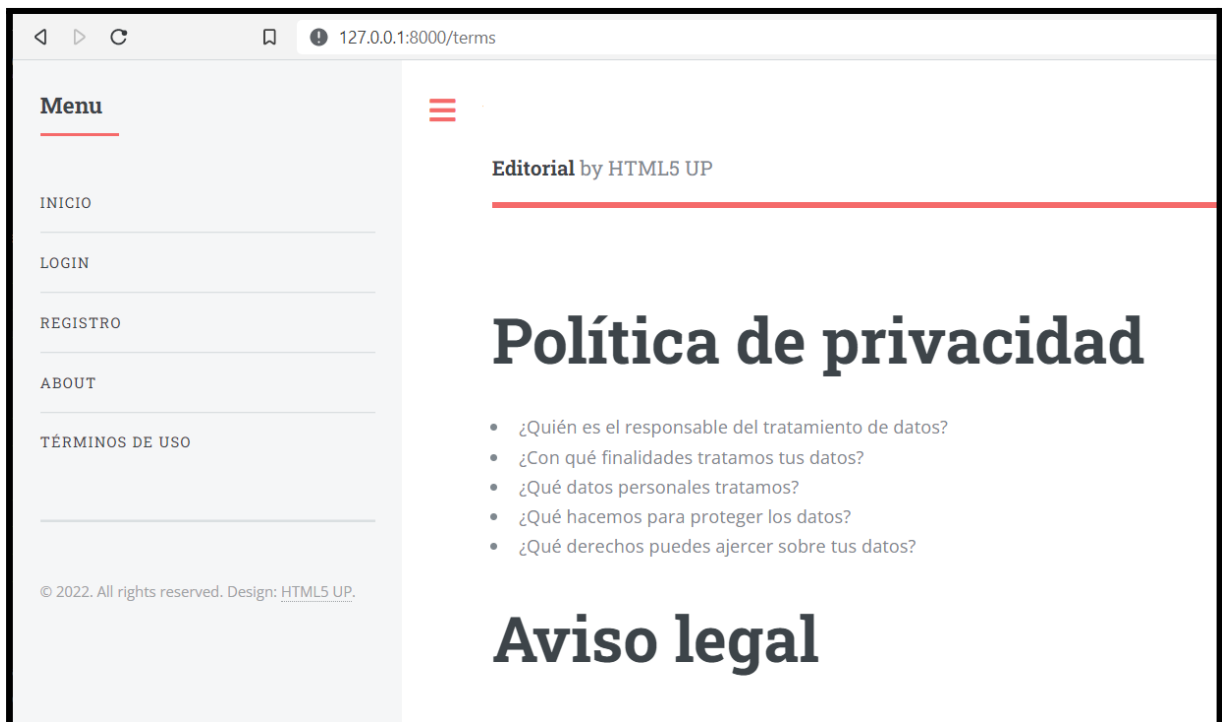 127.0.0.1:8000/terms
Menu
INICIO
LOGIN
REGISTRO
ABOUT
TÉRMINOS DE USO
© 2022. All rights reserved. Design: HTML5 UP.
Editorial by HTML5 UP
Política de privacidad
¿Quién es el responsable del tratamiento de datos?
¿Con qué finalidades tratamos tus datos?
¿Qué datos personales tratamos?
¿Qué hacemos para proteger los datos?
¿Qué derechos puedes ajercer sobre tus datos?
Aviso legal